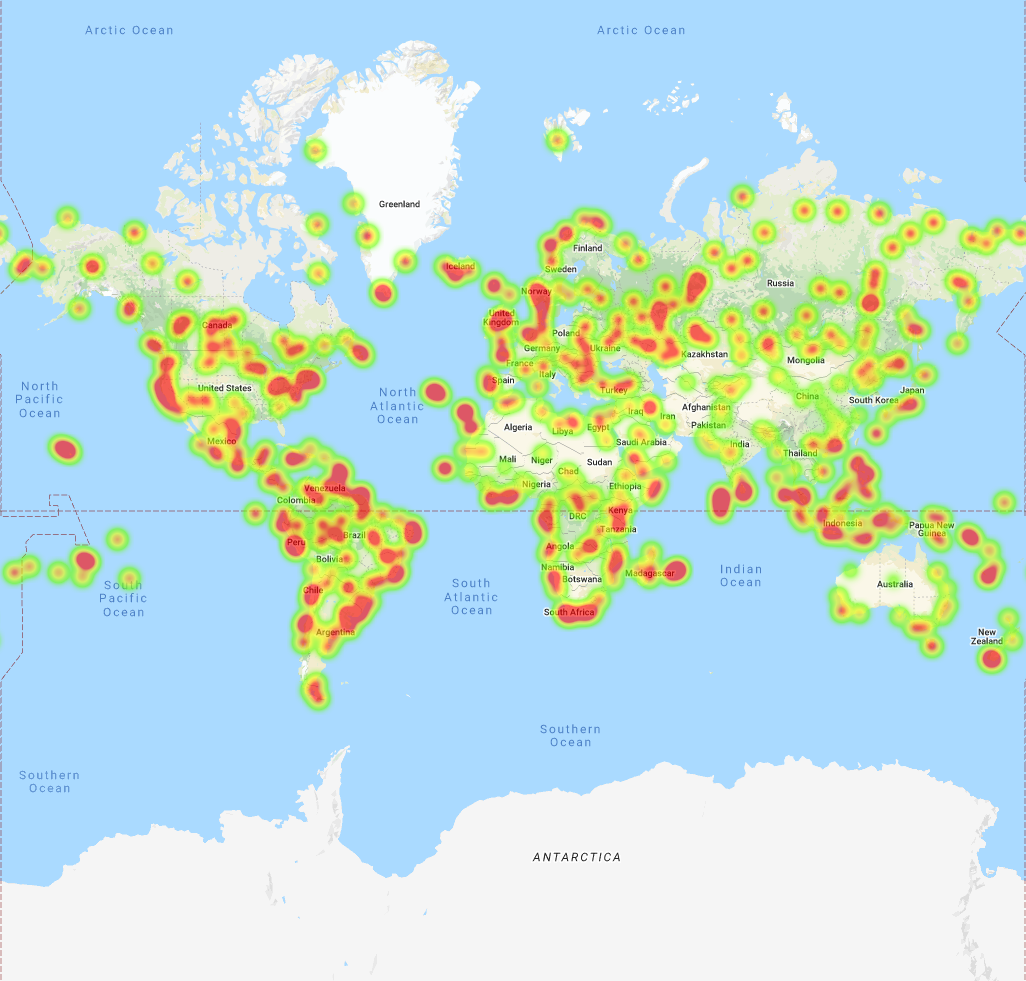 Arctic Ocean
Arctic Ocean
Greenland
Finland
Iceland
Sweden
Russia
Norway
United
Kingdom
Canada
Poland
Ukraine
Germany
Kazakhstan
Mongolia
France
Italy
Spain
United States
Turkey
North
Pacific
Ocean
North
Atlantic
Ocean
Japan
South Korea
China
Afghanistan
Iraq
Iran
Pakistan
Algeria
Libya
Egypt
Saudi Arabia
India
Mexico
Thailand
Mali
Niger
Sudan
Chad
Nigeria
Ethiopia
Venezuela
Colombia
DRC
Kenya
Indonesia
Papua New
Guinea
Tanzania
Brazil
Peru
Angola
Bolivia
Namibia
Botswana
Madagascar
Indian
Ocean
Australia
South
Pacific
Ocean
South
Atlantic
Ocean
Chile
South Africa
Argentina
New
Zealand
Southern
Ocean
Southern
Ocean
ANTARCTICA